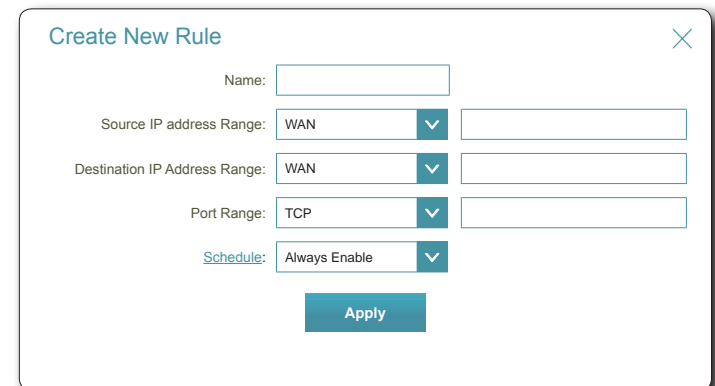 Create New Rule
Name:
Source IP address Range: WAN
Destination IP Address Range: WAN
Port Range: TCP
Schedule: Always Enable
Apply